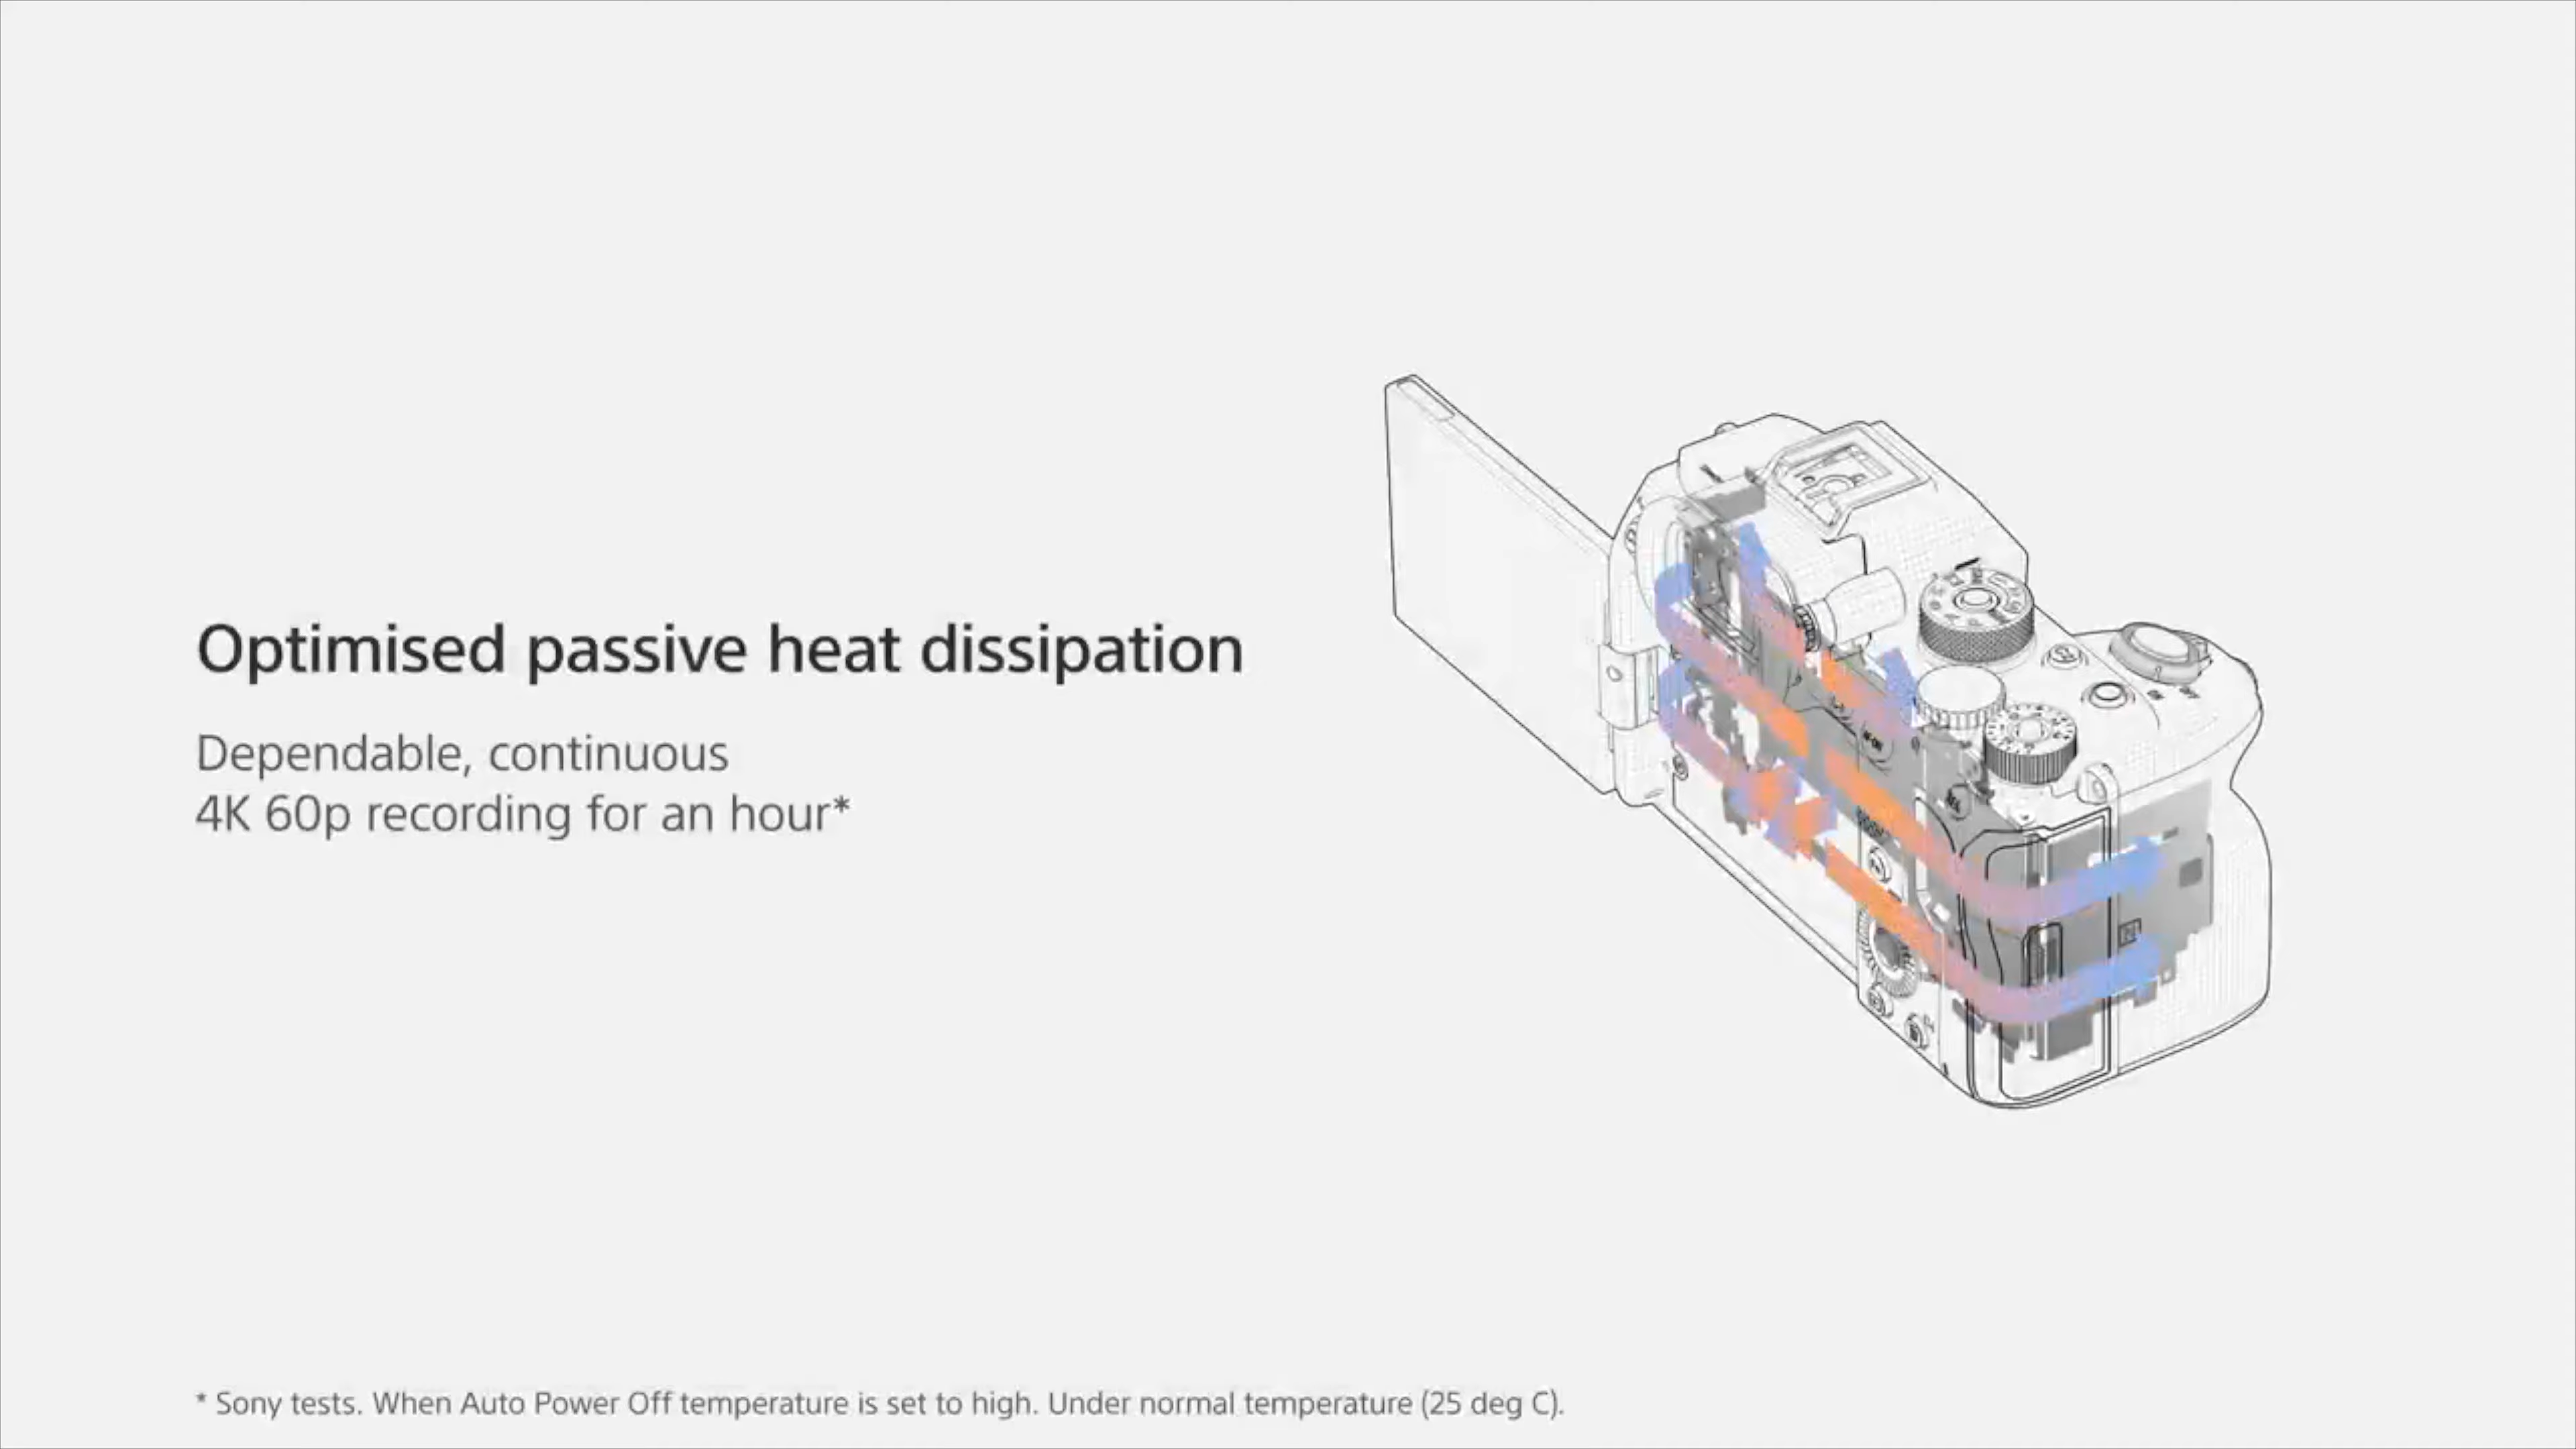 Optimised passive heat dissipation
Dependable, continuous
4K 60p recording for an hour*
* Sony tests. When Auto Power Off temperature is set to high. Under normal temperature (25 deg C).